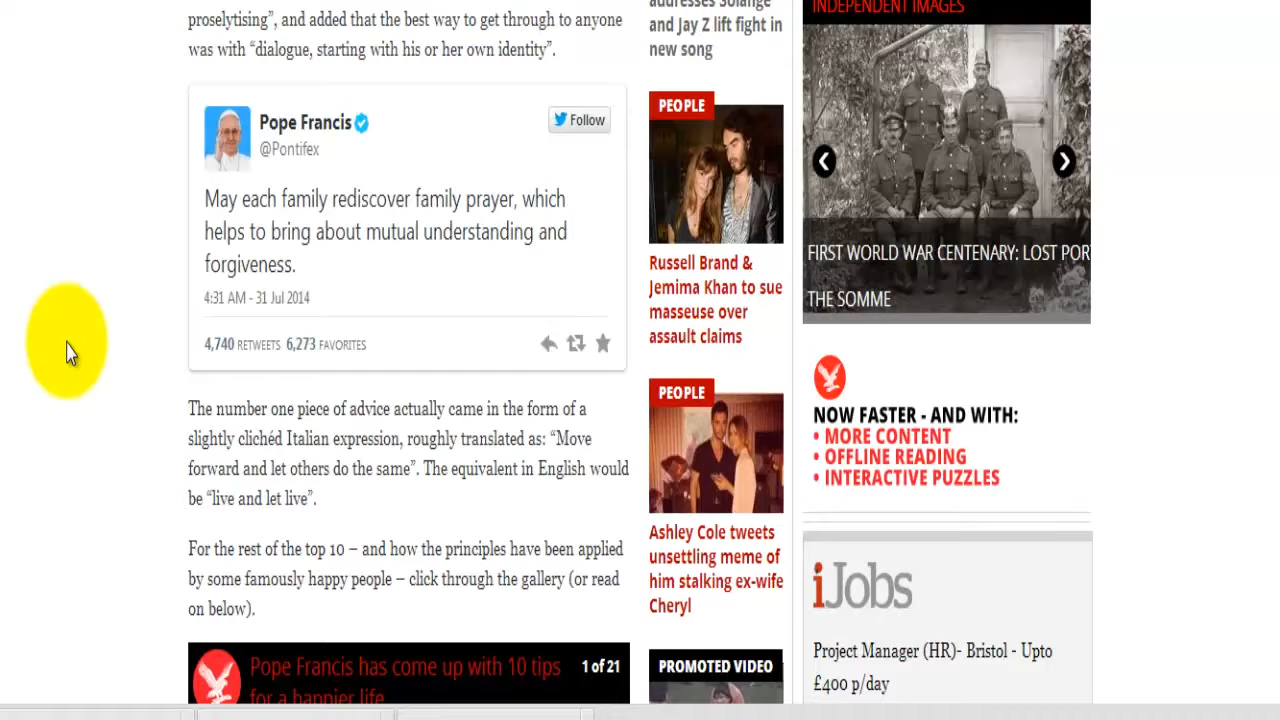 proselytising”, and added that the best way to get through to anyone
was with “dialogue, starting with his or her own identity”.
Pope Francis
@Pontifex
Follow
May each family rediscover family prayer, which
helps to bring about mutual understanding and
forgiveness.
4:31 AM - 31 Jul 2014
4,740 RETWEETS 6,273 FAVORITES
The number one piece of advice actually came in the form of a
slightly clichéd Italian expression, roughly translated as: “Move
forward and let others do the same”. The equivalent in English would
be “live and let live”.
For the rest of the top 10 – and how the principles have been applied
by some famously happy people – click through the gallery (or read
on below).
Pope Francis has come up with 10 tips
for a happier life
1 of 21
addresses Solange
and Jay Z lift fight in
new song
PEOPLE
Russell Brand &
Jemima Khan to sue
masseuse over
assault claims
PEOPLE
Ashley Cole tweets
unsettling meme of
him stalking ex-wife
Cheryl
PROMOTED VIDEO
INDEPENDENT IMAGES
FIRST WORLD WAR CENTENARY: LOST POR
THE SOMME
NOW FASTER - AND WITH:
• MORE CONTENT
• OFFLINE READING
• INTERACTIVE PUZZLES
iJobs
Project Manager (HR)- Bristol - Upto
£400 p/day